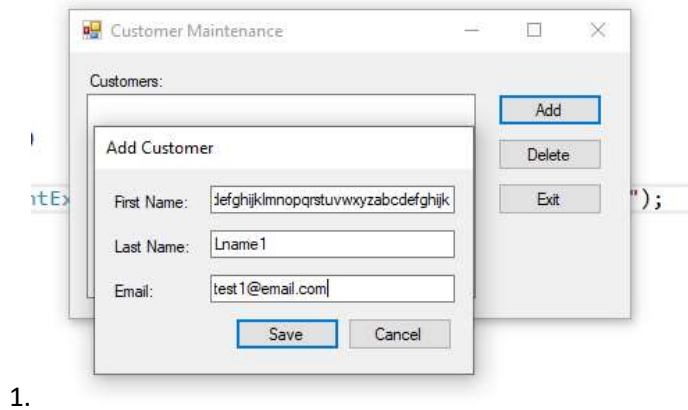 Customer Maintenance
Customers:
Add
Add Customer
Delete
ntEx
First Name: defghijklmnopqrstuvwxyzabcdefghijk
Exit
");
Last Name: Lname1
Email: test1@email.com
Save Cancel
1.